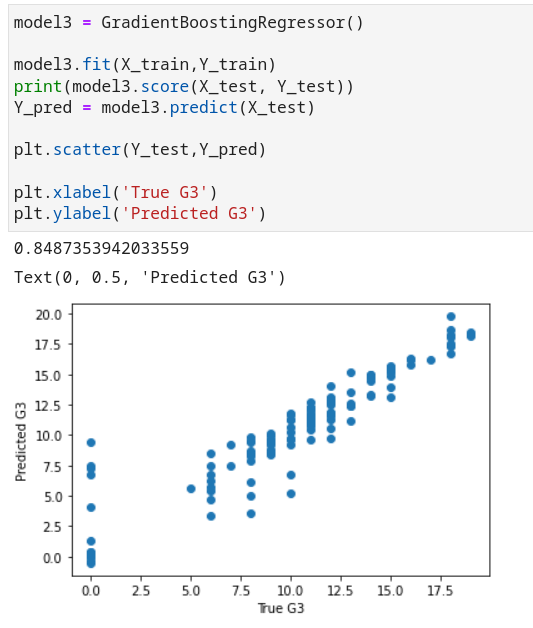 model3 = GradientBoostingRegressor()
model3.fit(X_train,Y_train)
print(model3.score(X_test, Y_test))
Y_pred = model3.predict(X_test)
plt.scatter(Y_test,Y_pred)
plt.xlabel('True G3')
plt.ylabel('Predicted G3')
0.8487353942033559
Text(0, 0.5, 'Predicted G3')
20.0
17.5
15.0
12.5
10.0
7.5
5.0
2.5
0.0
Predicted G3
0.0 2.5 5.0 7.5 10.0 12.5 15.0 17.5
True G3